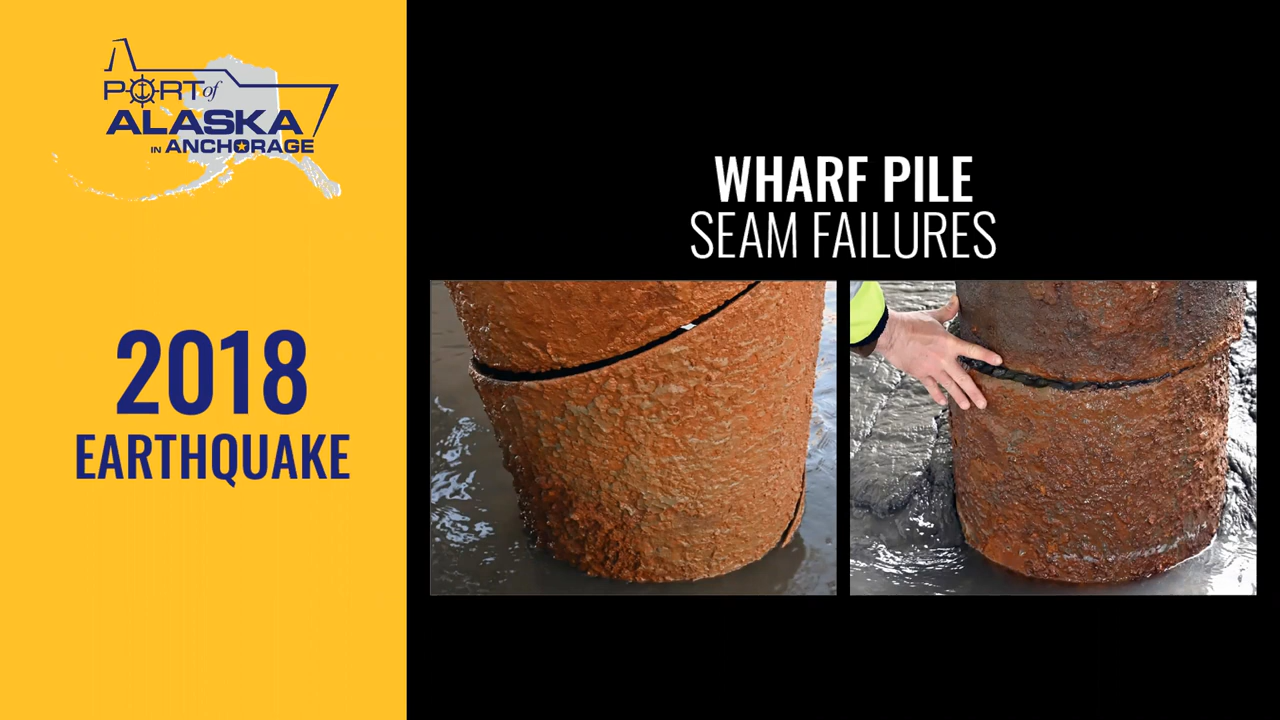 PORT of
ALASKA
IN ANCHORAGE
2018
EARTHQUAKE
WHARF PILE
SEAM FAILURES